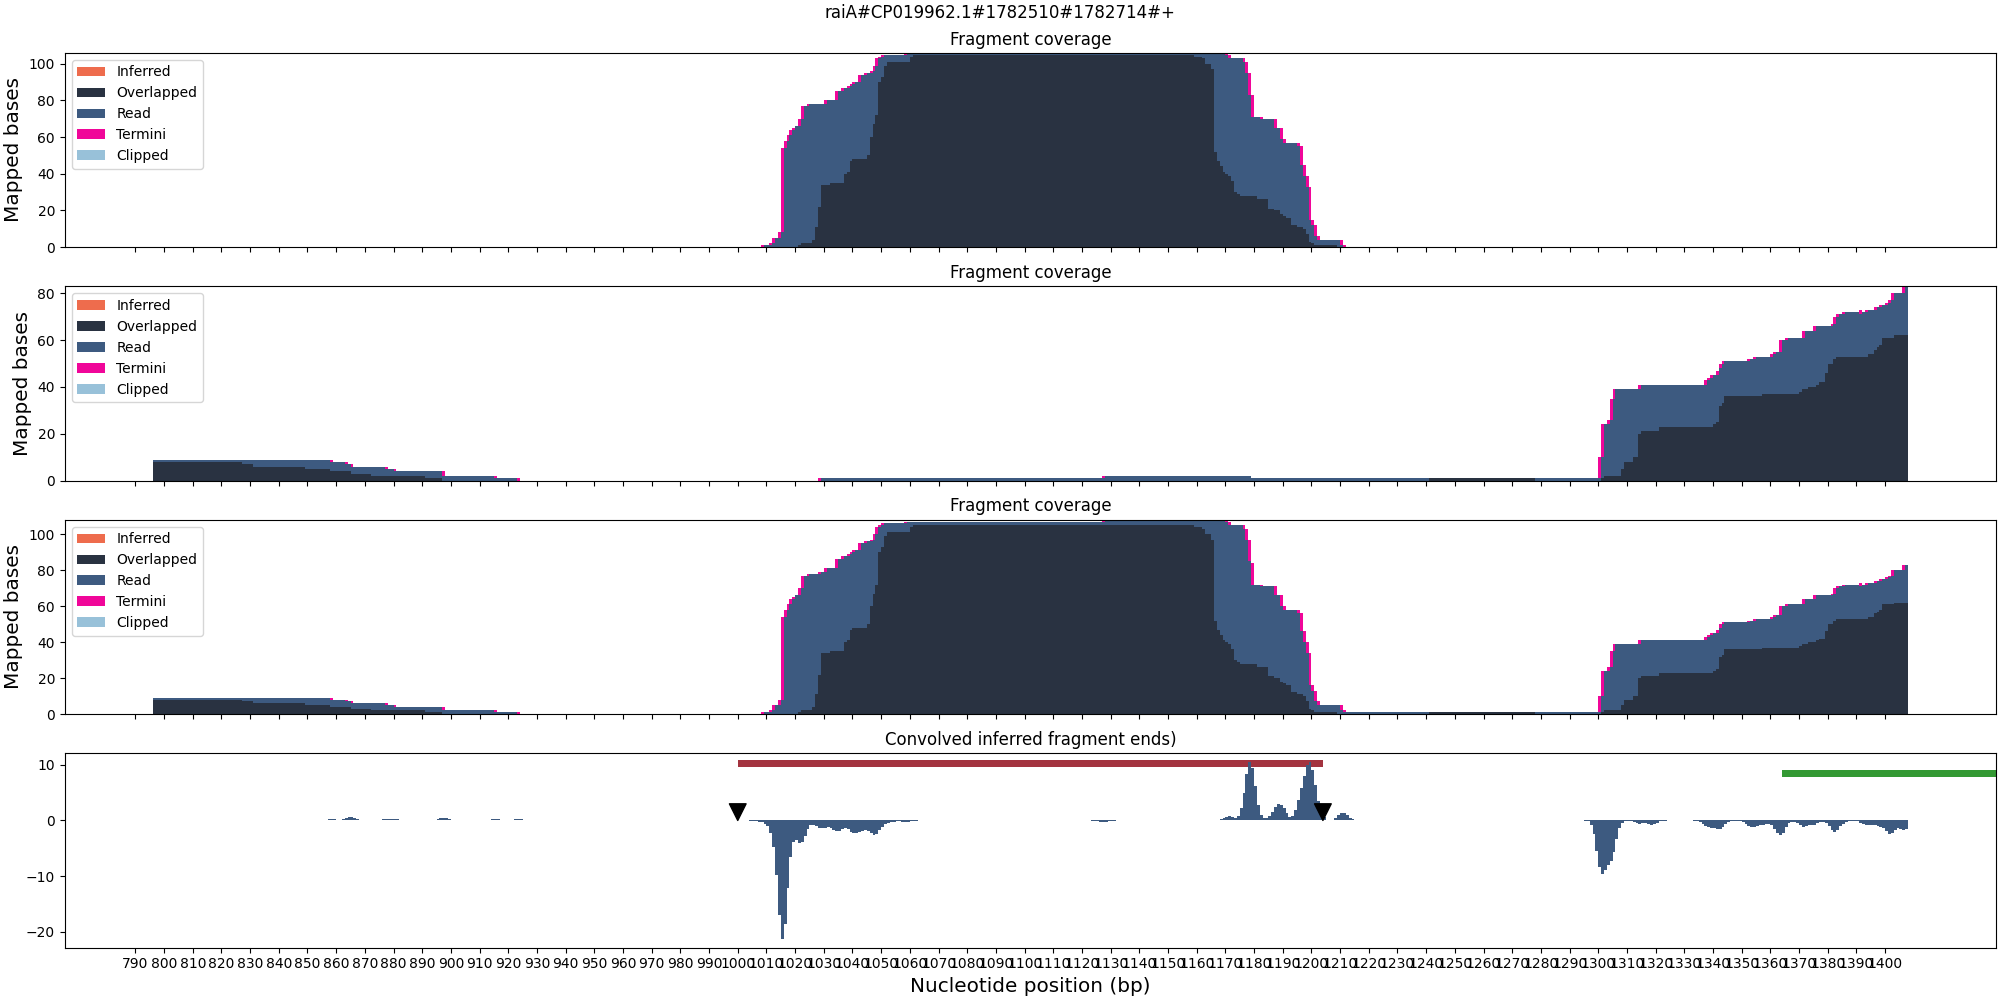 raiA#CP019962.1#1782510#1782714#+
Fragment coverage
Mapped bases
100
80
60
40
20
0
Inferred
Overlapped
Read
Termini
Clipped
Fragment coverage
Mapped bases
80
60
40
20
0
Inferred
Overlapped
Read
Termini
Clipped
Fragment coverage
Mapped bases
100
80
60
40
20
0
Inferred
Overlapped
Read
Termini
Clipped
Convolved inferred fragment ends)
10
0
−10
−20
790 800 810 820 830 840 850 860 870 880 890 900 910 920 930 940 950 960 970 980 990 1000 1010 1020 1030 1040 1050 1060 1070 1080 1090 1100 1110 1120 1130 1140 1150 1160 1170 1180 1190 1200 1210 1220 1230 1240 1250 1260 1270 1280 1290 1300 1310 1320 1330 1340 1350 1360 1370 1380 1390 1400
Nucleotide position (bp)